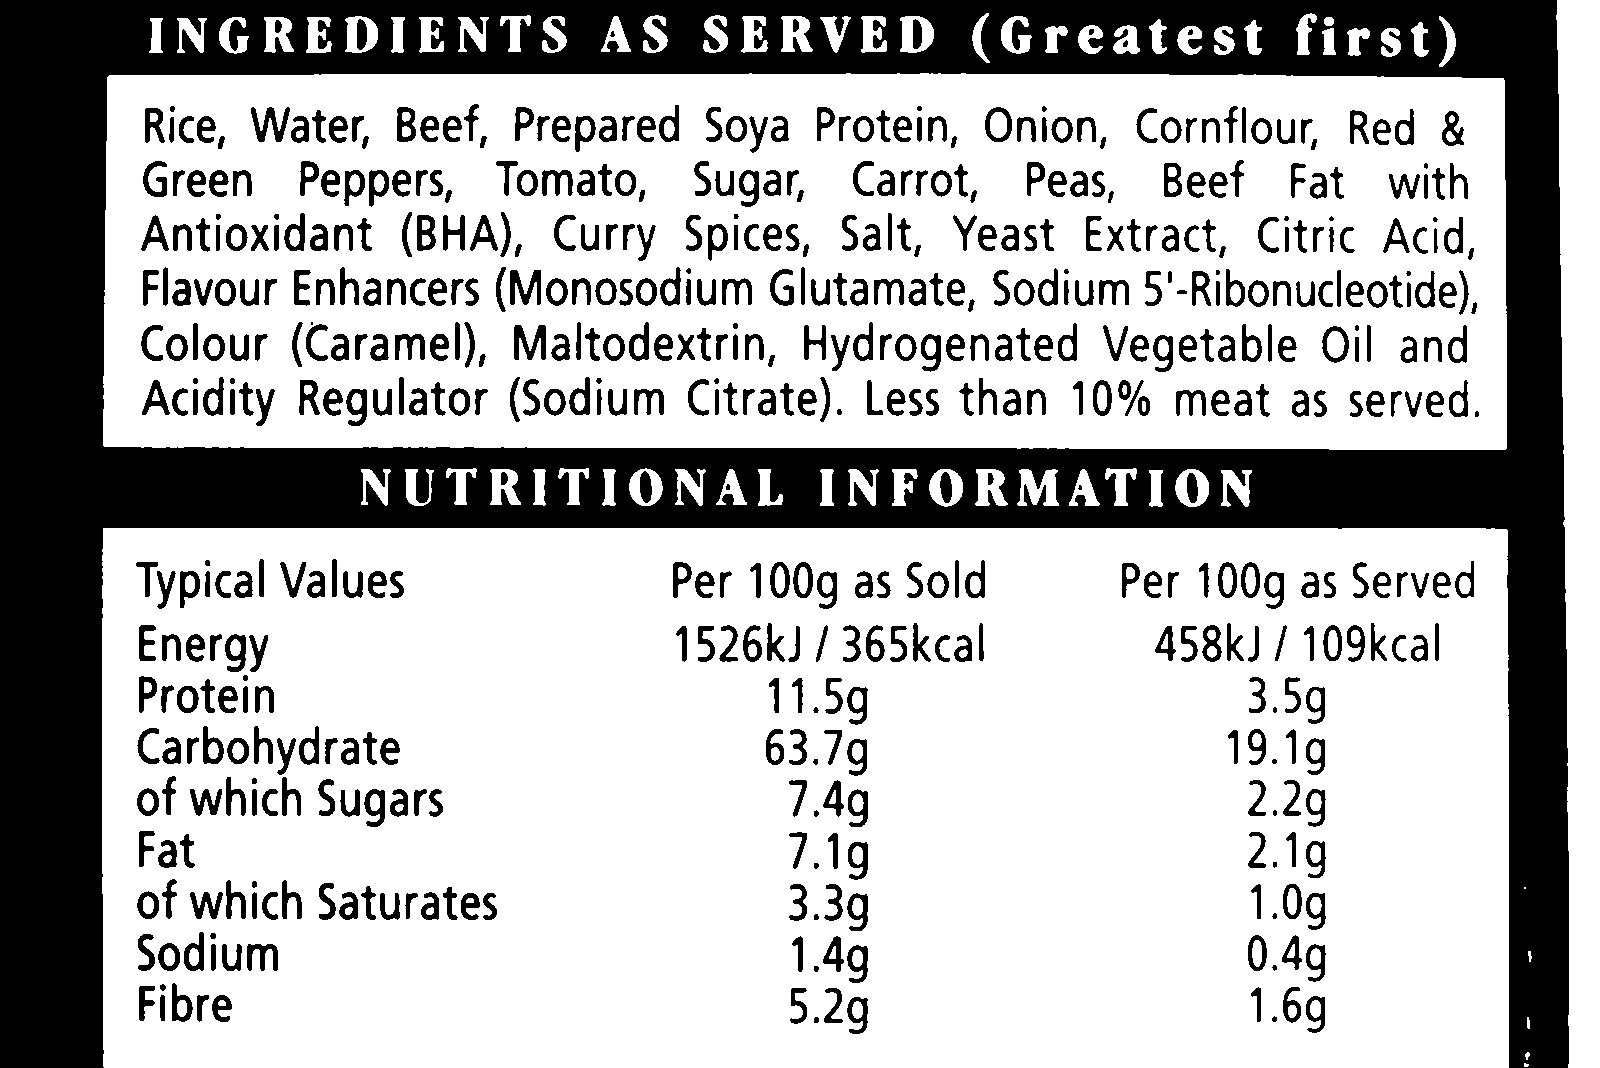 INGREDIENTS AS SERVED (Greatest first)
Rice, Water, Beef, Prepared Soya Protein, Onion, Cornflour, Red &
Green Peppers, Tomato, Sugar, Carrot, Peas, Beef Fat with
Antioxidant (BHA), Curry Spices, Salt, Yeast Extract, Citric Acid,
Flavour Enhancers (Monosodium Glutamate, Sodium 5'-Ribonucleotide),
Colour (Caramel), Maltodextrin, Hydrogenated Vegetable Oil and
Acidity Regulator (Sodium Citrate). Less than 10% meat as served.
NUTRITIONAL INFORMATION
Typical Values Per 100g as Sold Per 100g as Served
Energy 1526kJ / 365kcal 458kJ / 109kcal
Protein 11.5g 3.5g
Carbohydrate 63.7g 19.1g
of which Sugars 7.4g 2.2g
Fat 7.1g 2.1g
of which Saturates 3.3g 1.0g
Sodium 1.4g 0.4g
Fibre 5.2g 1.6g